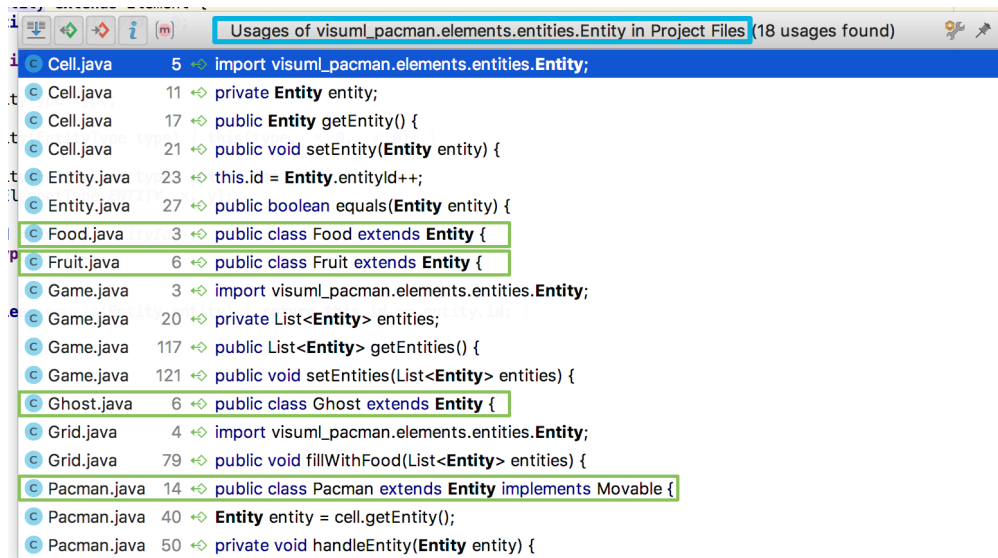 Usages of visuml_pacman.elements.entities.Entity in Project Files (18 usages found)
C Cell.java 5 import visuml_pacman.elements.entities.Entity;
C Cell.java 11 private Entity entity;
C Cell.java 17 public Entity getEntity() {
C Cell.java 21 public void setEntity(Entity entity) {
C Entity.java 23 this.id = Entity.entityId++;
C Entity.java 27 public boolean equals(Entity entity) {
C Food.java 3 public class Food extends Entity {
C Fruit.java 6 public class Fruit extends Entity {
C Game.java 3 import visuml_pacman.elements.entities.Entity;
C Game.java 20 private List<Entity> entities;
C Game.java 117 public List<Entity> getEntities() {
C Game.java 121 public void setEntities(List<Entity> entities) {
C Ghost.java 6 public class Ghost extends Entity {
C Grid.java 4 import visuml_pacman.elements.entities.Entity;
C Grid.java 79 public void fillWithFood(List<Entity> entities) {
C Pacman.java 14 public class Pacman extends Entity implements Movable {
C Pacman.java 40 Entity entity = cell.getEntity();
C Pacman.java 50 private void handleEntity(Entity entity) {